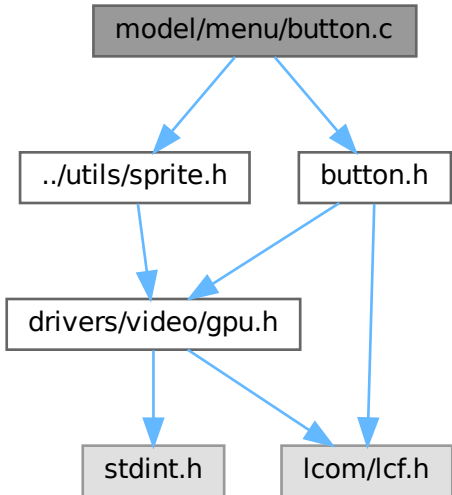 model/menu/button.c
../utils/sprite.h
button.h
drivers/video/gpu.h
stdint.h
lcom/lcf.h